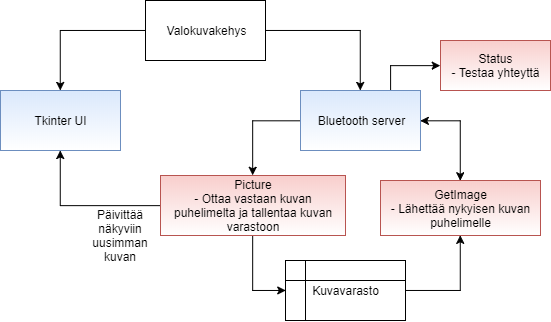 Valokuvakehys
Status
- Testaa yhteyttä
Tkinter UI
Bluetooth server
Picture
- Ottaa vastaan kuvan
puhelimelta ja tallentaa kuvan
varastoon
GetImage
- Lähettää nykyisen kuvan
puhelimelle
Päivittää
näkyviin
uusimman
kuvan
Kuvavarasto